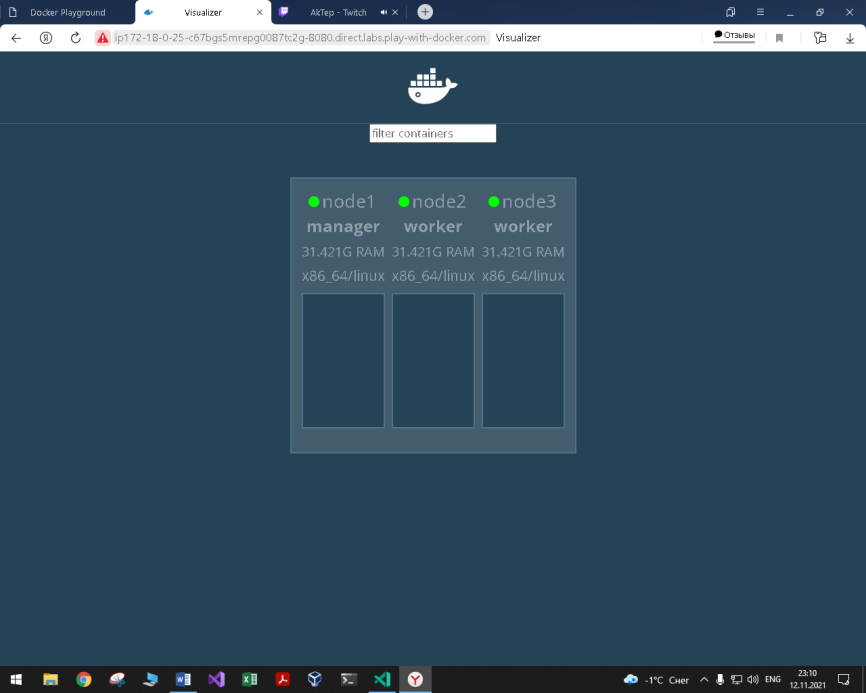 Docker Playground
Visualizer
AkTep - Twitch
ip172-18-0-25-c67bgs5mrepg0087tc2g-8080.direct.labs.play-with-docker.com Visualizer
Отзывы
filter containers
node1 node2 node3
manager worker worker
31.421G RAM 31.421G RAM 31.421G RAM
x86_64/linux x86_64/linux x86_64/linux
-1°C Снег
ENG
23:10
12.11.2021